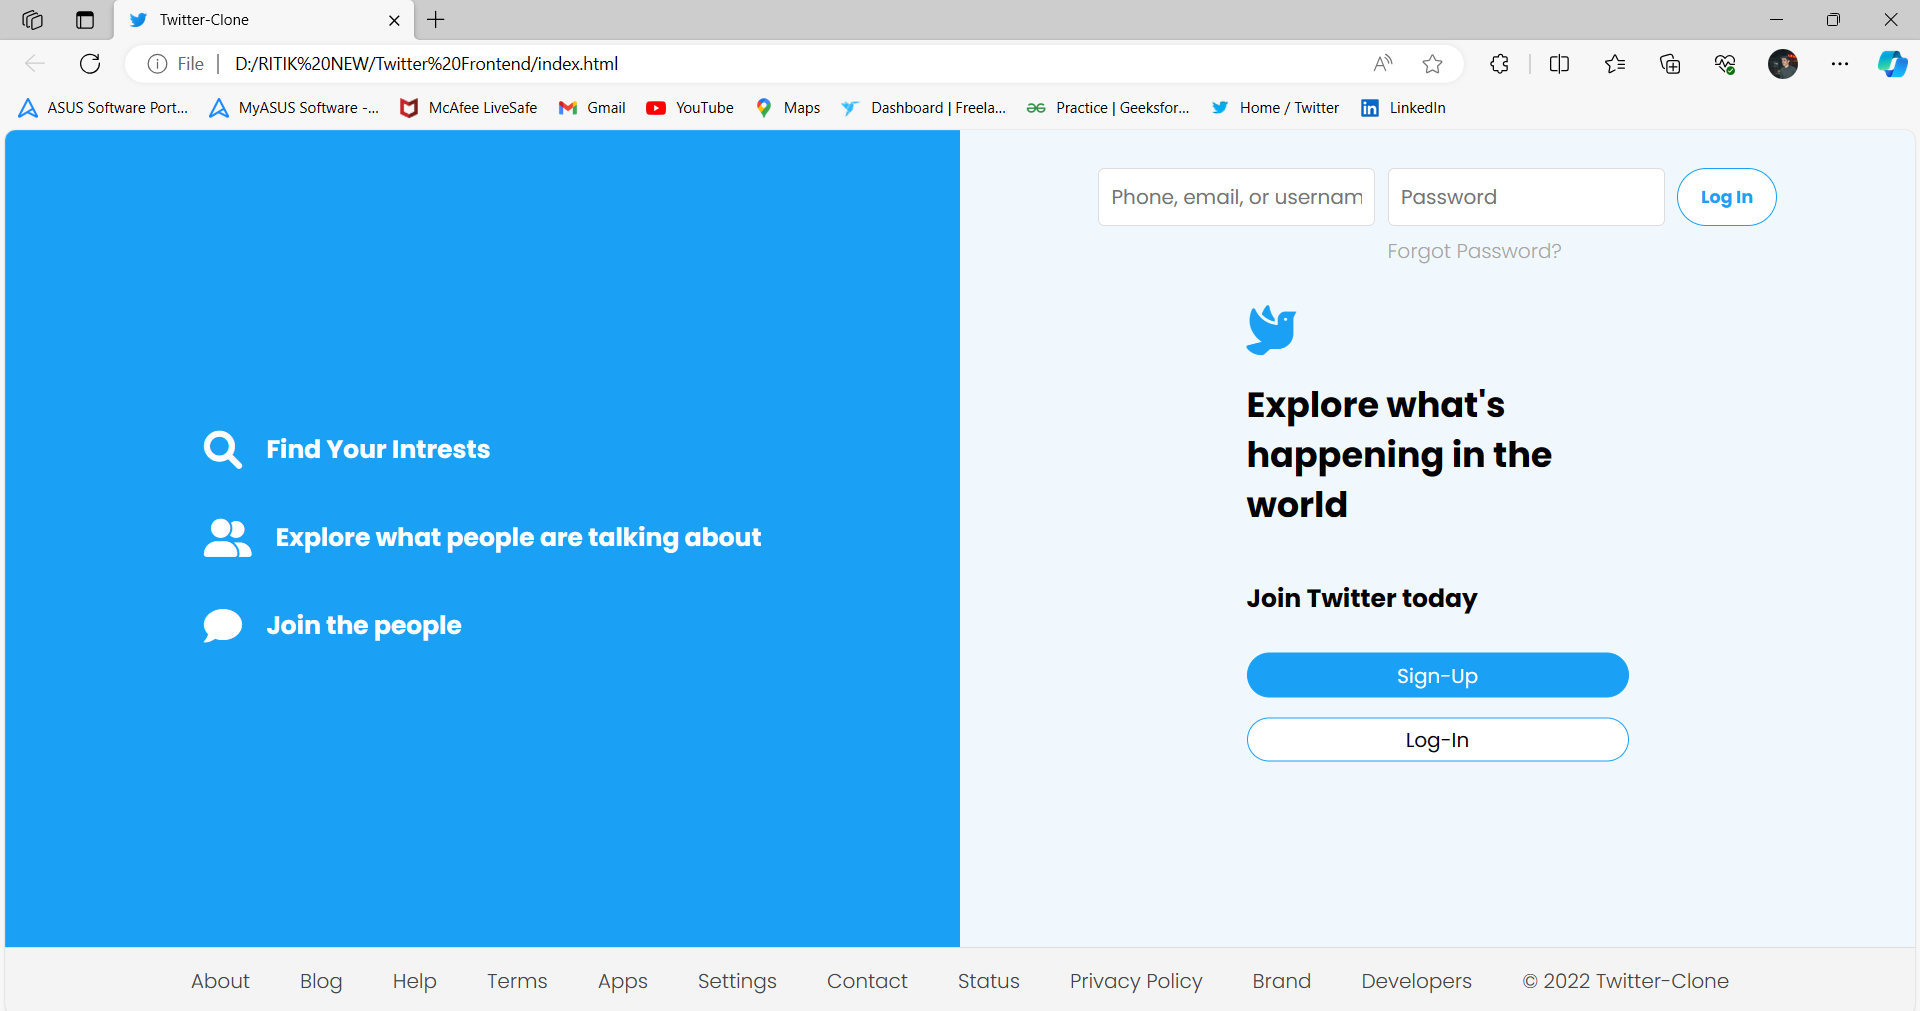 Twitter-Clone
File D:/RITIK%20NEW/Twitter%20Frontend/index.html
ASUS Software Port... MyASUS Software -... McAfee LiveSafe Gmail YouTube Maps Dashboard | Freela... Practice | Geeksfor... Home / Twitter LinkedIn
Phone, email, or usernam Password Log In
Forgot Password?
Find Your Intrests
Explore what people are talking about
Join the people
Explore what's
happening in the
world
Join Twitter today
Sign-Up
Log-In
About Blog Help Terms Apps Settings Contact Status Privacy Policy Brand Developers © 2022 Twitter-Clone